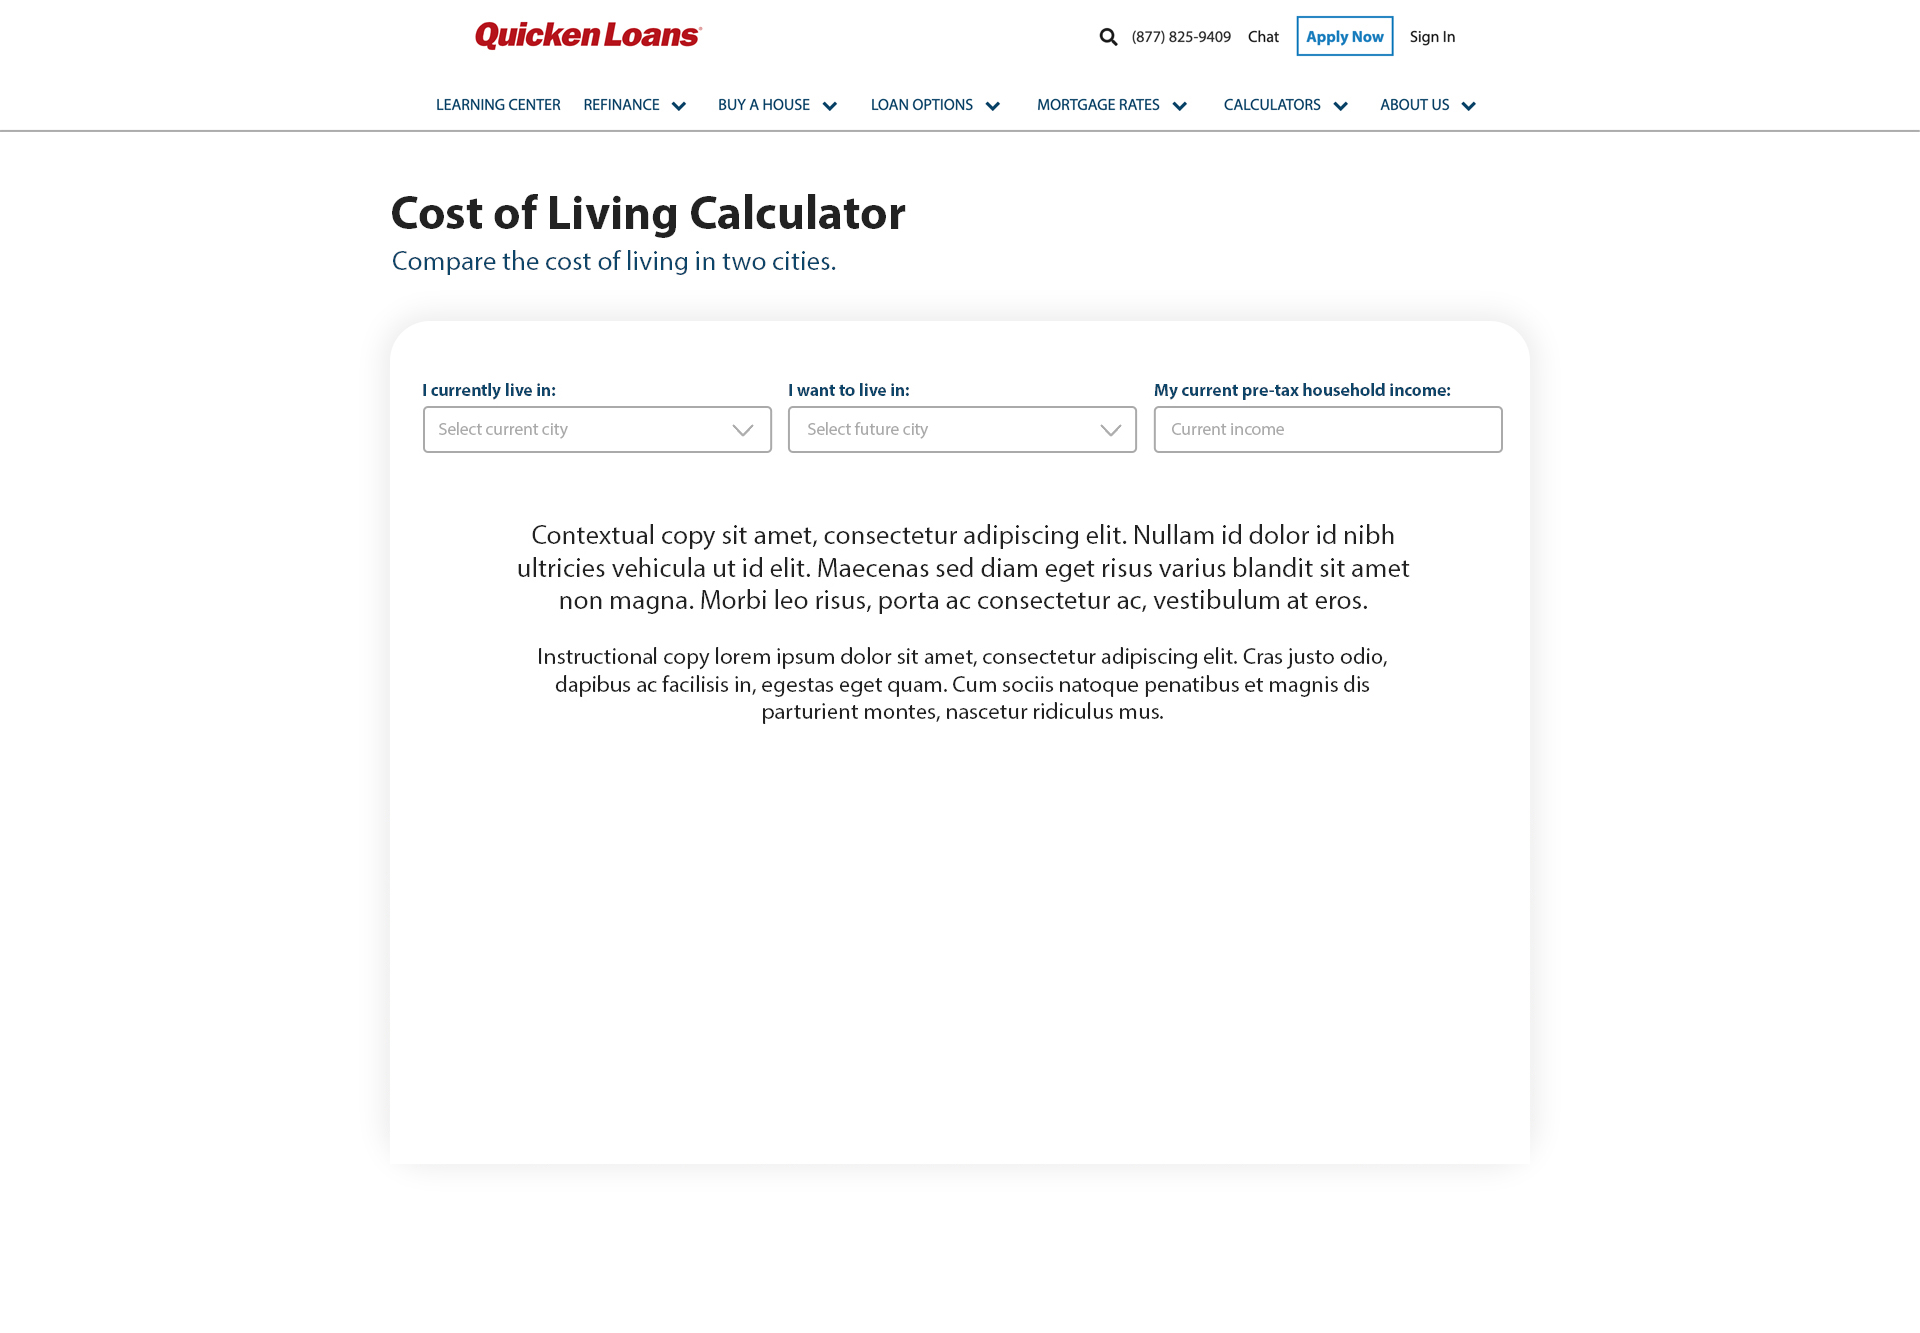 Quicken Loans
(877) 825-9409 Chat Apply Now Sign In
LEARNING CENTER REFINANCE BUY A HOUSE LOAN OPTIONS MORTGAGE RATES CALCULATORS ABOUT US
Cost of Living Calculator
Compare the cost of living in two cities.
I currently live in: I want to live in: My current pre-tax household income:
Select current city Select future city Current income
Contextual copy sit amet, consectetur adipiscing elit. Nullam id dolor id nibh
ultricies vehicula ut id elit. Maecenas sed diam eget risus varius blandit sit amet
non magna. Morbi leo risus, porta ac consectetur ac, vestibulum at eros.
Instructional copy lorem ipsum dolor sit amet, consectetur adipiscing elit. Cras justo odio,
dapibus ac facilisis in, egestas eget quam. Cum sociis natoque penatibus et magnis dis
parturient montes, nascetur ridiculus mus.